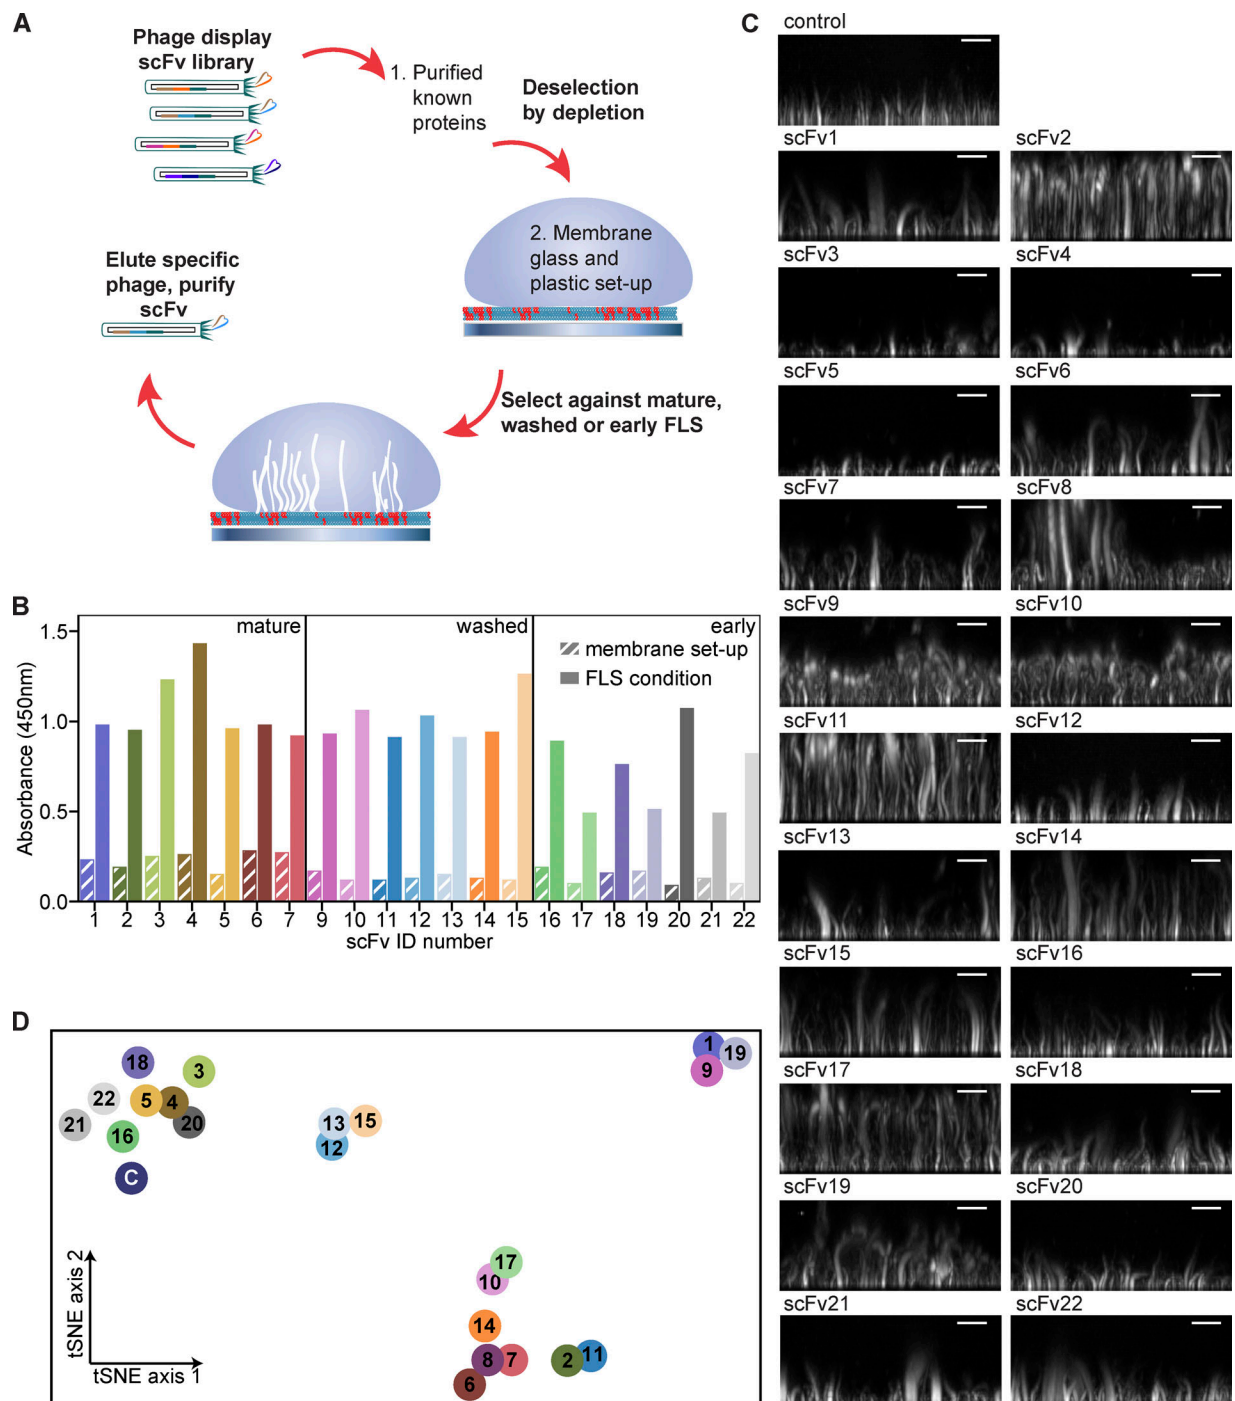 A
Phage display
scFv library
1. Purified
known
proteins
Deselection
by depletion
2. Membrane
glass and
plastic set-up
Elute specific
phage, purify
scFv
Select against mature,
washed or early FLS
B
mature
washed
early
membrane set-up
FLS condition
Absorbance (450nm)
1.5
1.0
0.5
0.0
1 2 3 4 5 6 7 9 10 11 12 13 14 15 16 17 18 19 20 21 22
scFv ID number
C
control
scFv1 scFv2
scFv3 scFv4
scFv5 scFv6
scFv7 scFv8
scFv9 scFv10
scFv11 scFv12
scFv13 scFv14
scFv15 scFv16
scFv17 scFv18
scFv19 scFv20
scFv21 scFv22
D
18
3
22
5
4
21
16
20
C
13
15
12
1
19
9
17
10
14
8
7
2
11
6
tSNE axis 2
tSNE axis 1